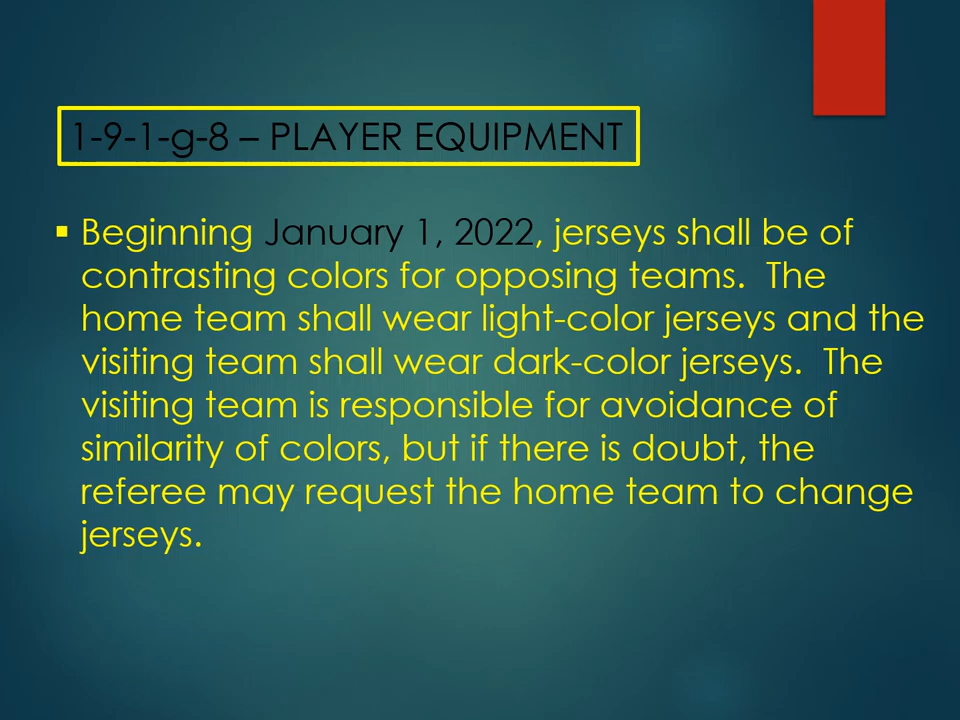 1-9-1-g-8 – PLAYER EQUIPMENT
▪ Beginning January 1, 2022, jerseys shall be of
contrasting colors for opposing teams.  The
home team shall wear light-color jerseys and the
visiting team shall wear dark-color jerseys.  The
visiting team is responsible for avoidance of
similarity of colors, but if there is doubt, the
referee may request the home team to change
jerseys.